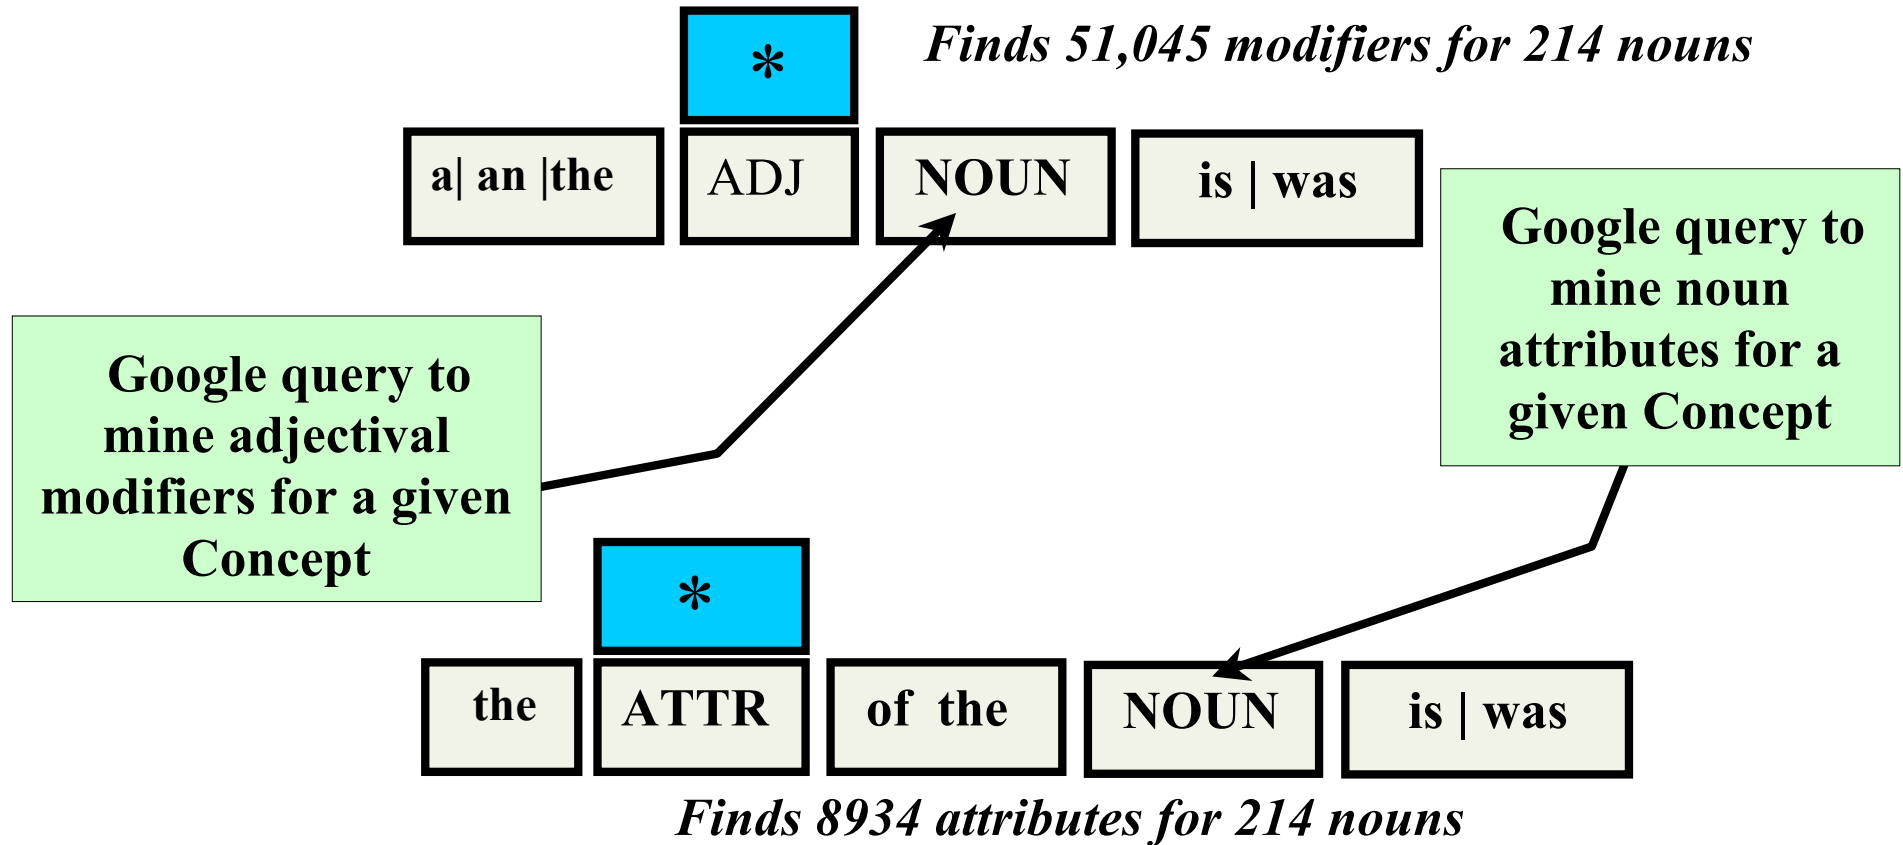 Finds 51,045 modifiers for 214 nouns
*
a| an |the ADJ NOUN is | was
Google query to
mine adjectival
modifiers for a given
Concept
Google query to
mine noun
attributes for a
given Concept
*
the ATTR of the NOUN is | was
Finds 8934 attributes for 214 nouns